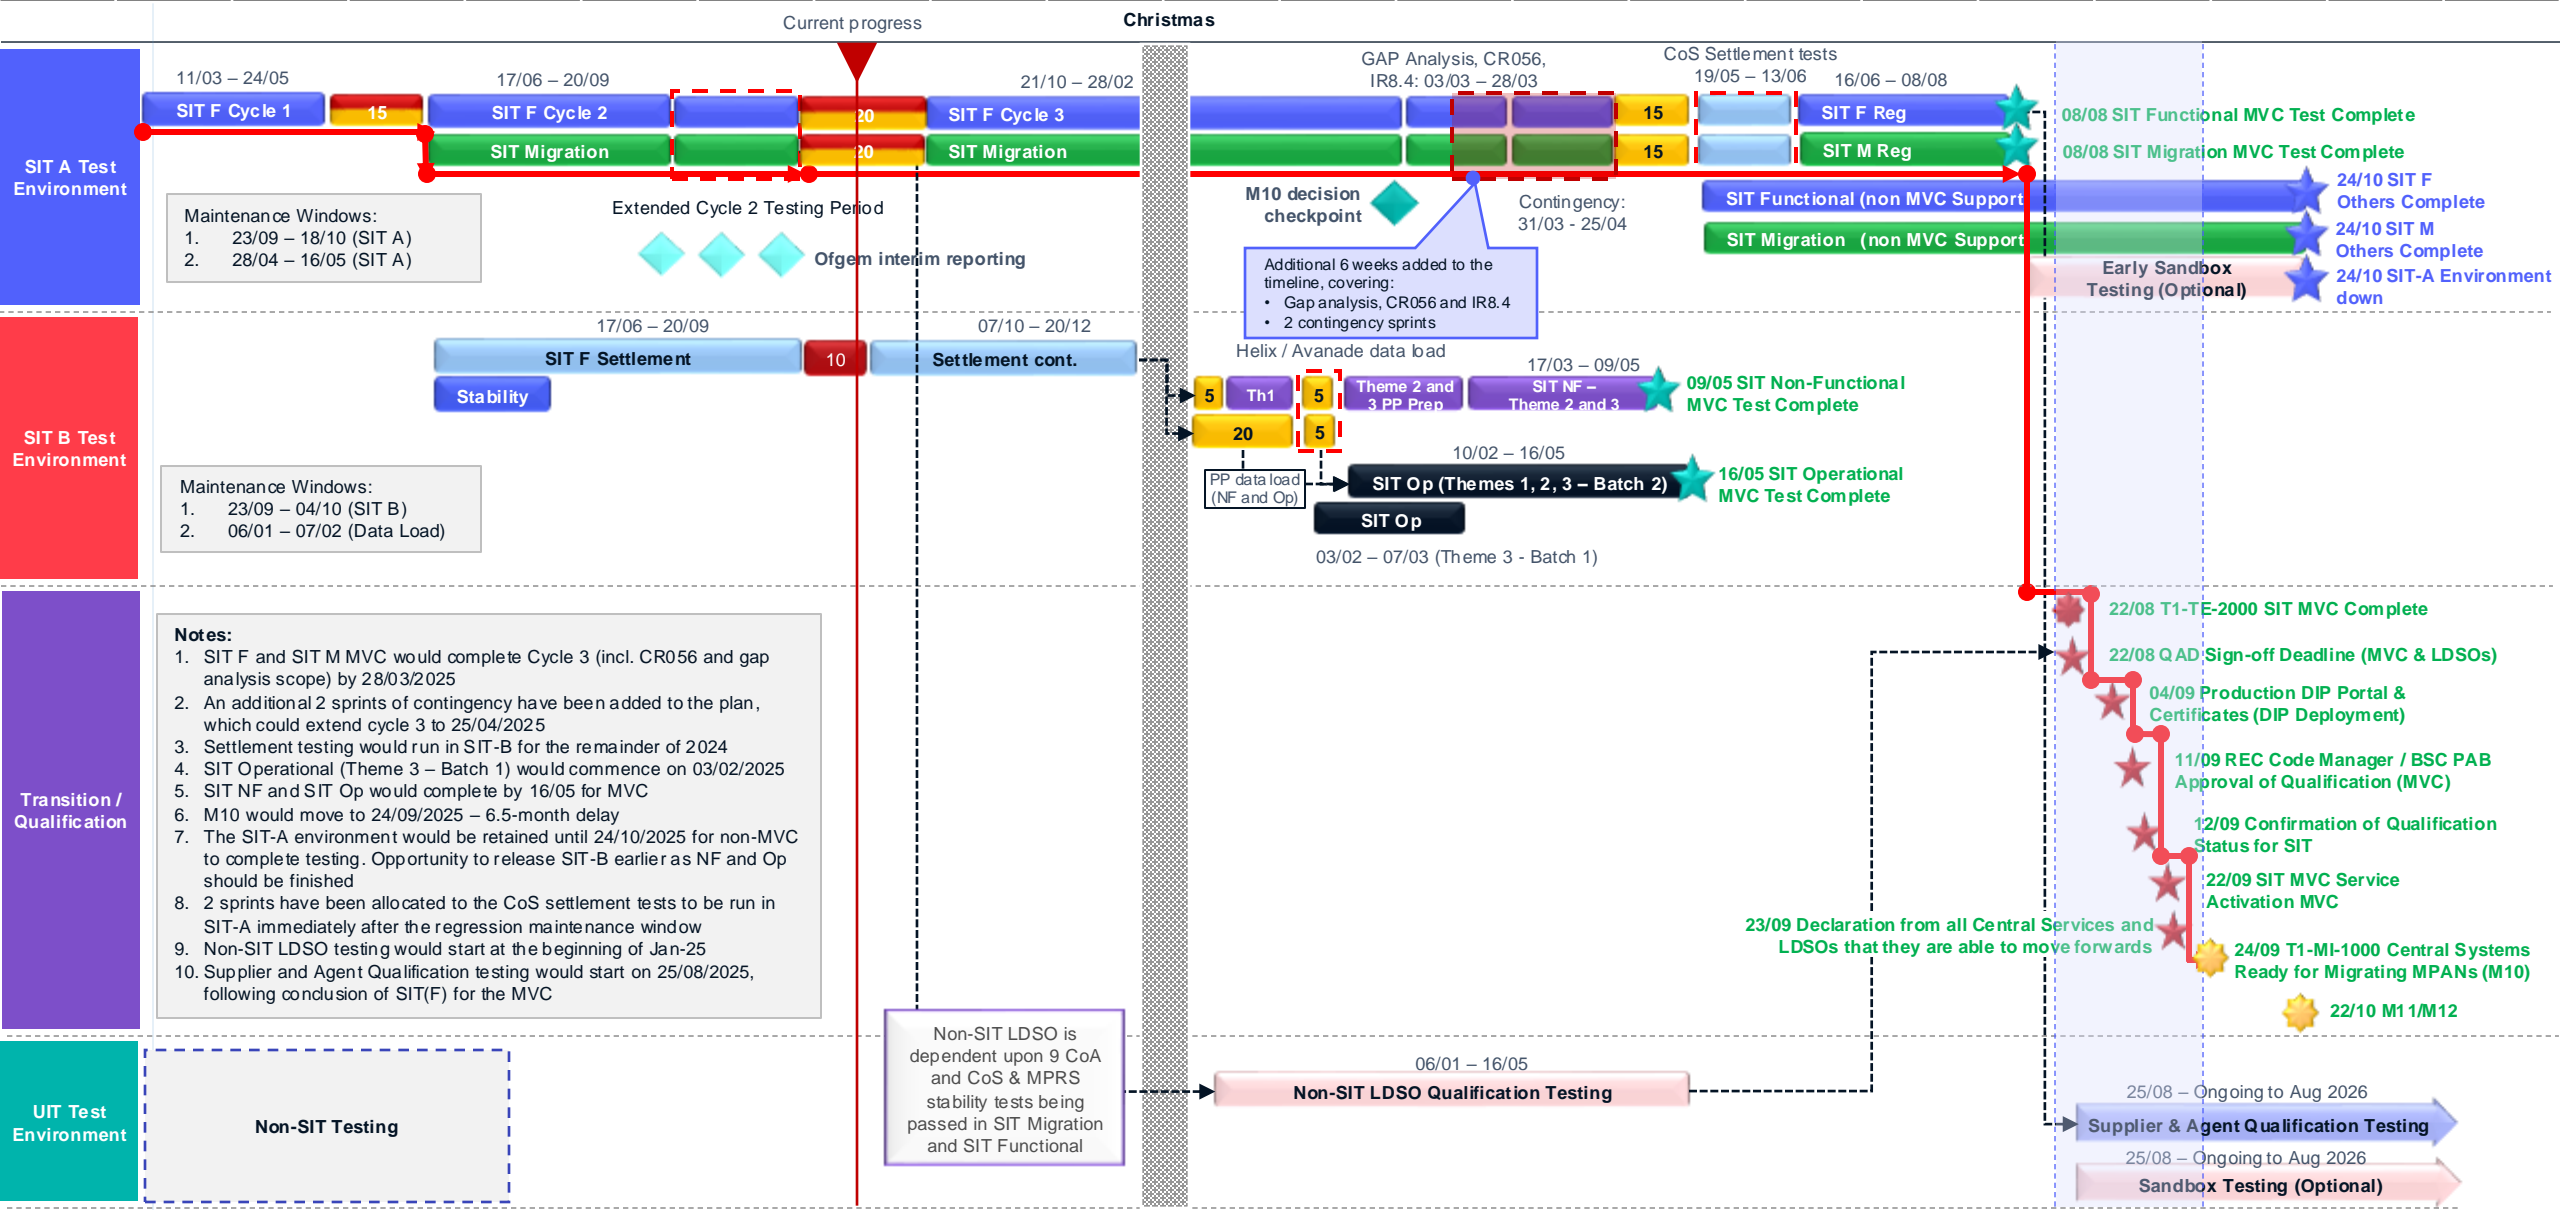 Current progress
Christmas
SIT A Test
Environment
11/03 – 24/05
17/06 – 20/09
21/10 – 28/02
GAP Analysis, CR056,
IR8.4: 03/03 – 28/03
CoS Settlement tests
19/05 – 13/06
16/06 – 08/08
SIT F Cycle 1
15
SIT F Cycle 2
20
SIT F Cycle 3
15
SIT F Reg
08/08 SIT Functional MVC Test Complete
SIT Migration
20
SIT Migration
15
SIT M Reg
08/08 SIT Migration MVC Test Complete
Maintenance Windows:
1. 23/09 – 18/10 (SIT A)
2. 28/04 – 16/05 (SIT A)
Extended Cycle 2 Testing Period
Ofgem interim reporting
M10 decision
checkpoint
Contingency:
31/03 - 25/04
Additional 6 weeks added to the
timeline, covering:
• Gap analysis, CR056 and IR8.4
• 2 contingency sprints
SIT Functional (non MVC Support
24/10 SIT F
Others Complete
SIT Migration (non MVC Support
24/10 SIT M
Others Complete
Early Sandbox
Testing (Optional)
24/10 SIT-A Environment
down
SIT B Test
Environment
17/06 – 20/09
07/10 – 20/12
SIT F Settlement
10
Settlement cont.
Stability
Helix / Avanade data load
17/03 – 09/05
5
Th1
5
Theme 2 and
3 PP Prep
SIT NF –
Theme 2 and 3
09/05 SIT Non-Functional
MVC Test Complete
20
5
10/02 – 16/05
PP data load
(NF and Op)
SIT Op (Themes 1, 2, 3 – Batch 2)
16/05 SIT Operational
MVC Test Complete
SIT Op
03/02 – 07/03 (Theme 3 - Batch 1)
Maintenance Windows:
1. 23/09 – 04/10 (SIT B)
2. 06/01 – 07/02 (Data Load)
Transition /
Qualification
Notes:
1. SIT F and SIT M MVC would complete Cycle 3 (incl. CR056 and gap
analysis scope) by 28/03/2025
2. An additional 2 sprints of contingency have been added to the plan,
which could extend cycle 3 to 25/04/2025
3. Settlement testing would run in SIT-B for the remainder of 2024
4. SIT Operational (Theme 3 – Batch 1) would commence on 03/02/2025
5. SIT NF and SIT Op would complete by 16/05 for MVC
6. M10 would move to 24/09/2025 – 6.5-month delay
7. The SIT-A environment would be retained until 24/10/2025 for non-MVC
to complete testing. Opportunity to release SIT-B earlier as NF and Op
should be finished
8. 2 sprints have been allocated to the CoS settlement tests to be run in
SIT-A immediately after the regression maintenance window
9. Non-SIT LDSO testing would start at the beginning of Jan-25
10. Supplier and Agent Qualification testing would start on 25/08/2025,
following conclusion of SIT(F) for the MVC
22/08 T1-TE-2000 SIT MVC Complete
22/08 QAD Sign-off Deadline (MVC & LDSOs)
04/09 Production DIP Portal &
Certificates (DIP Deployment)
11/09 REC Code Manager / BSC PAB
Approval of Qualification (MVC)
12/09 Confirmation of Qualification
Status for SIT
22/09 SIT MVC Service
Activation MVC
23/09 Declaration from all Central Services and
LDSOs that they are able to move forwards
24/09 T1-MI-1000 Central Systems
Ready for Migrating MPANs (M10)
22/10 M11/M12
UIT Test
Environment
Non-SIT Testing
Non-SIT LDSO is
dependent upon 9 CoA
and CoS & MPRS
stability tests being
passed in SIT Migration
and SIT Functional
06/01 – 16/05
Non-SIT LDSO Qualification Testing
25/08 – Ongoing to Aug 2026
Supplier & Agent Qualification Testing
25/08 – Ongoing to Aug 2026
Sandbox Testing (Optional)